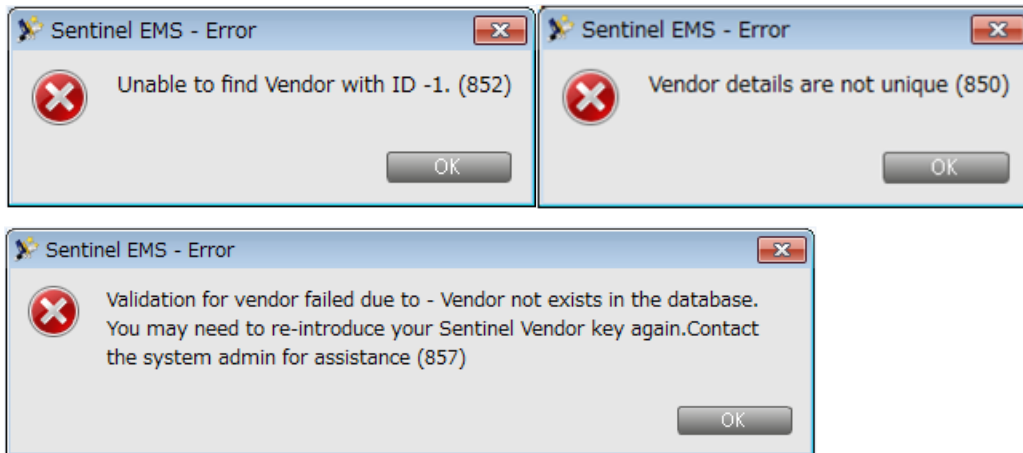 Sentinel EMS - Error
Unable to find Vendor with ID -1. (852)
OK
Sentinel EMS - Error
Vendor details are not unique (850)
OK
Sentinel EMS - Error
Validation for vendor failed due to - Vendor not exists in the database.
You may need to re-introduce your Sentinel Vendor key again.Contact
the system admin for assistance (857)
OK